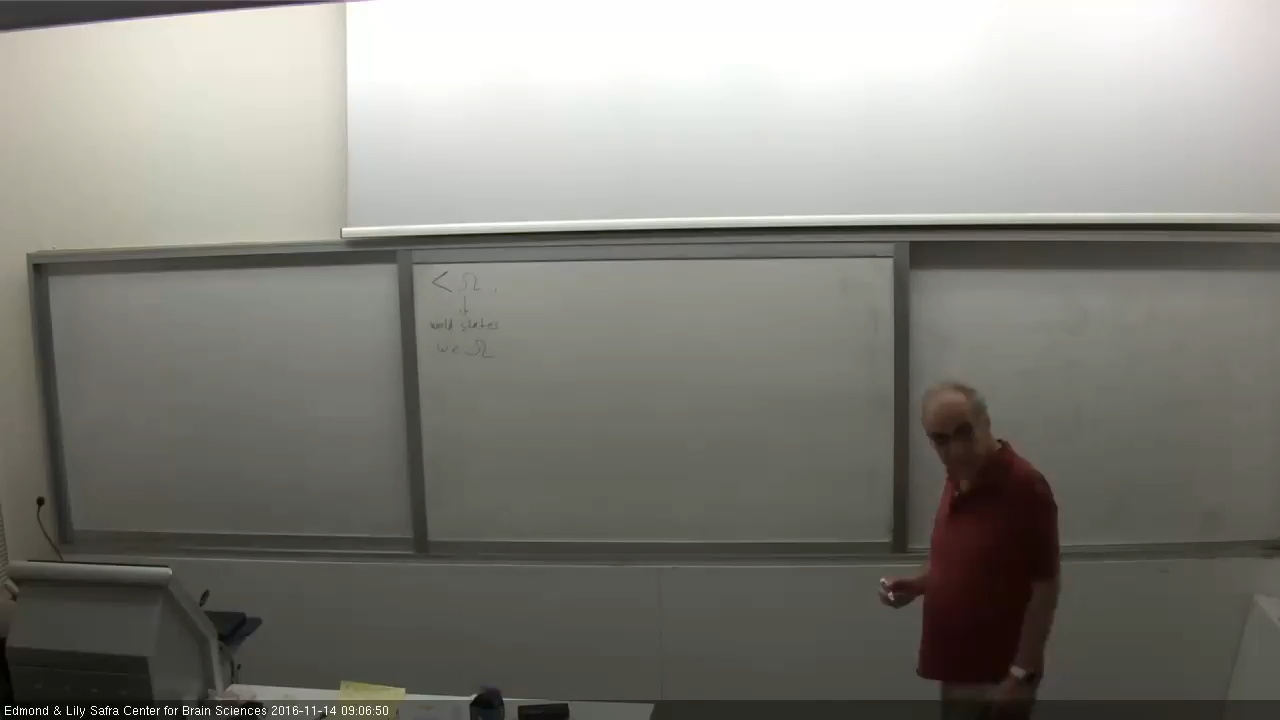 < Ω ,
↓
world states
w ∈ Ω
Edmond & Lily Safra Center for Brain Sciences 2016-11-14 09:06:50